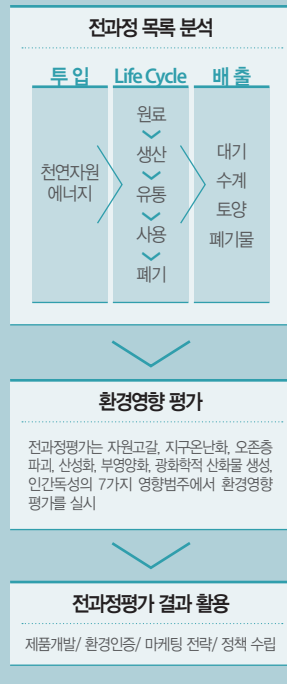 전과정 목록 분석
투 입 Life Cycle 배 출
천연자원
에너지
원료
생산
유통
사용
폐기
대기
수계
토양
폐기물
환경영향 평가
전과정평가는 자원고갈, 지구온난화, 오존층
파괴, 산성화, 부영양화, 광화학적 산화물 생성,
인간독성의 7가지 영향범주에서 환경영향
평가를 실시
전과정평가 결과 활용
제품개발/ 환경인증/ 마케팅 전략/ 정책 수립